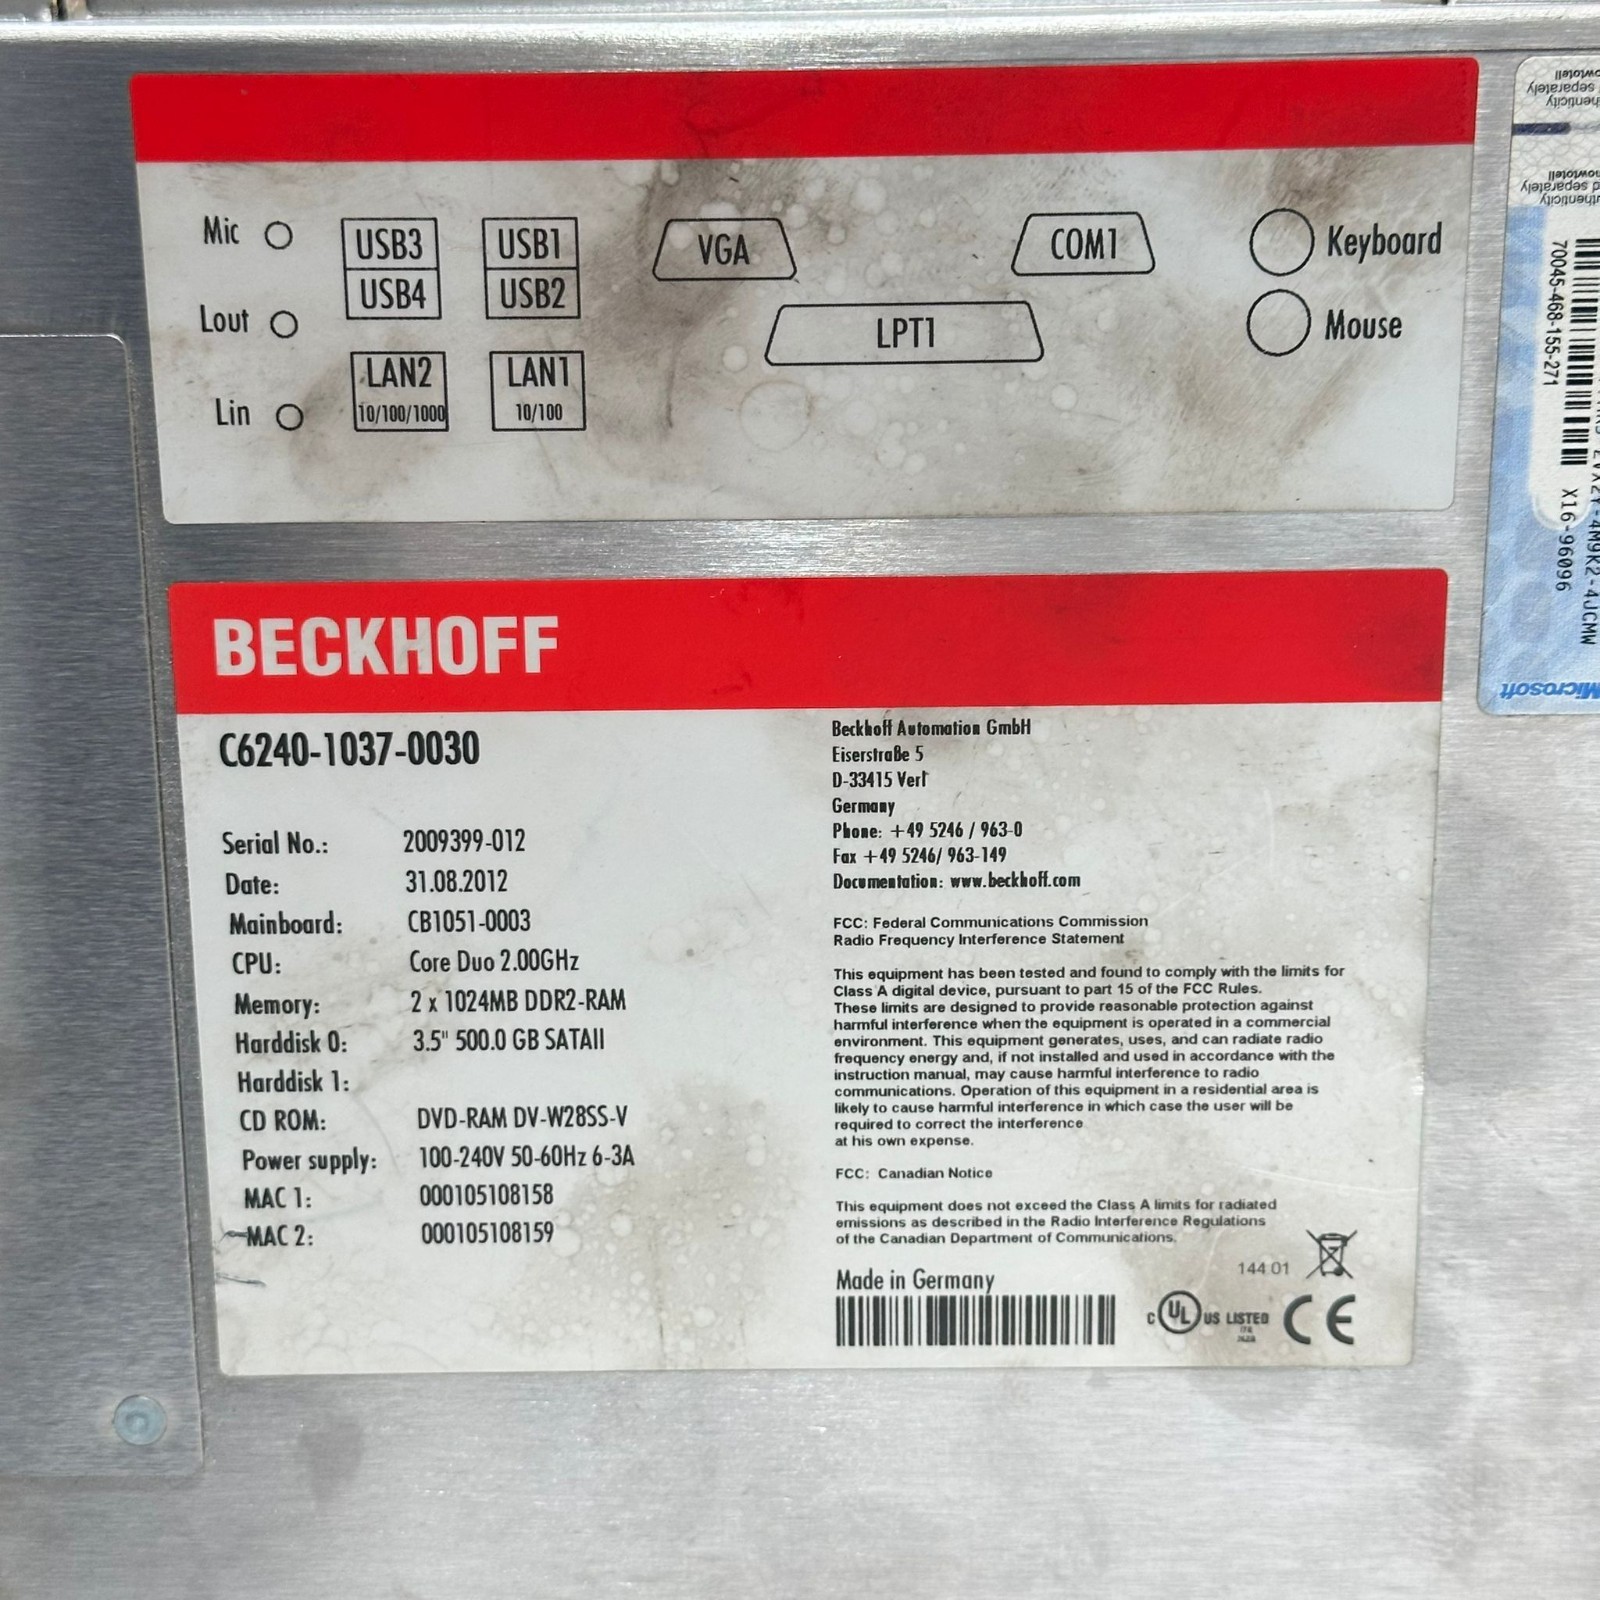 Mic
USB3
USB1
VGA
COM1
Keyboard
USB4
USB2
Lout
LPT1
Mouse
LAN2
LAN1
Lin
10/100/1000
10/100
BECKHOFF
C6240-1037-0030
Serial No.: 2009399-012
Date: 31.08.2012
Mainboard: CB1051-0003
CPU: Core Duo 2.00GHz
Memory: 2 x 1024MB DDR2-RAM
Harddisk 0: 3.5" 500.0 GB SATAII
Harddisk 1:
CD ROM: DVD-RAM DV-W28SS-V
Power supply: 100-240V 50-60Hz 6-3A
MAC 1: 000105108158
MAC 2: 000105108159
Beckhoff Automation GmbH
Eiserstraße 5
D-33415 Verl
Germany
Phone: +49 5246 / 963-0
Fax +49 5246/ 963-149
Documentation: www.beckhoff.com
FCC: Federal Communications Commission
Radio Frequency Interference Statement
This equipment has been tested and found to comply with the limits for
Class A digital device, pursuant to part 15 of the FCC Rules.
These limits are designed to provide reasonable protection against
harmful interference when the equipment is operated in a commercial
environment. This equipment generates, uses, and can radiate radio
frequency energy and, if not installed and used in accordance with the
instruction manual, may cause harmful interference to radio
communications. Operation of this equipment in a residential area is
likely to cause harmful interference in which case the user will be
required to correct the interference
at his own expense.
FCC: Canadian Notice
This equipment does not exceed the Class A limits for radiated
emissions as described in the Radio Interference Regulations
of the Canadian Department of Communications.
144 01
Made in Germany
C UL US LISTED
CE
separately
separately
70045-468-155-271
X16-96096
Microsoft